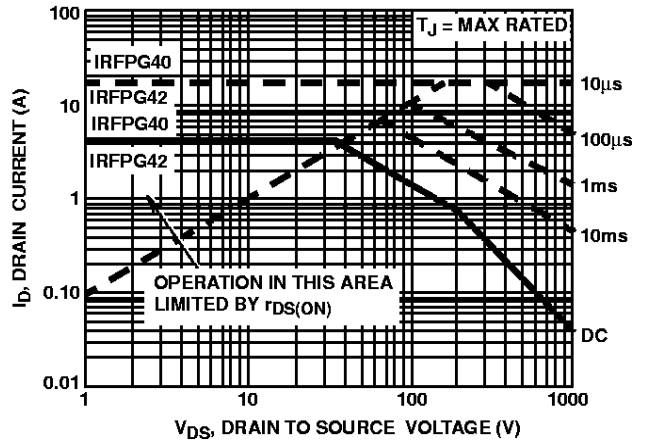 100
T_J = MAX RATED
IRFPG40
10μs
IRFPG42
10
IRFPG40
100μs
IRFPG42
1ms
1
10ms
OPERATION IN THIS AREA
LIMITED BY r_DS(ON)
0.10
DC
0.01
1
10
100
1000
I_D, DRAIN CURRENT (A)
V_DS, DRAIN TO SOURCE VOLTAGE (V)